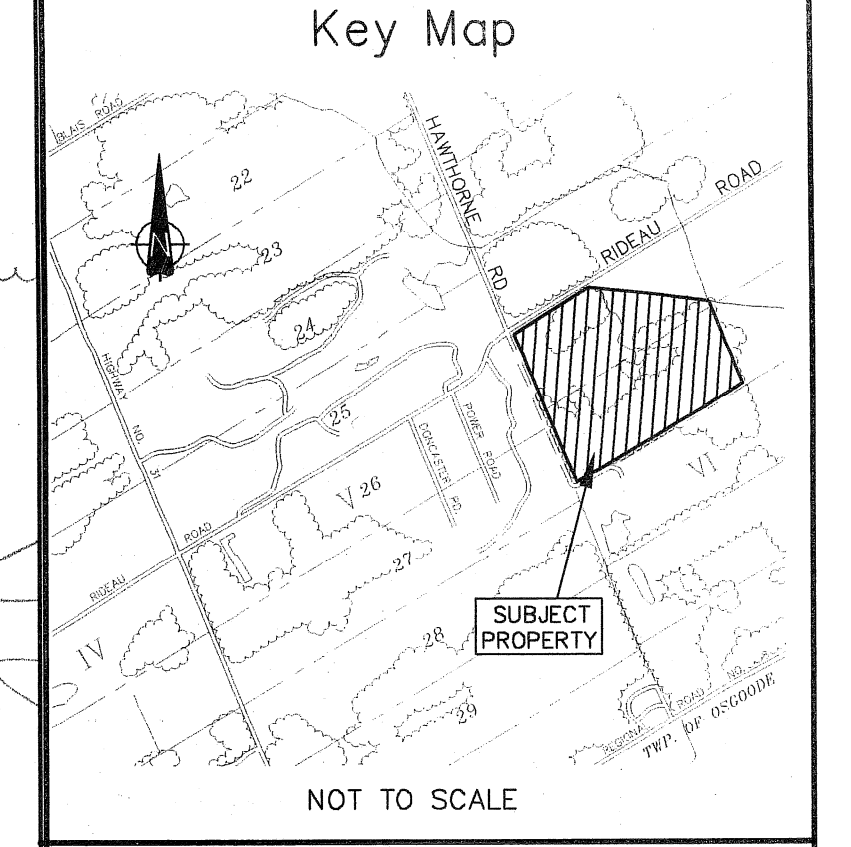 Key Map
BLAIS ROAD
HAWTHORNE
RD
22
RIDEAU ROAD
N
23
24
HIGHWAY NO. 31
25
DONCASTER RD.
POWER ROAD
V 26
VI
RIDEAU ROAD
27
SUBJECT
PROPERTY
IV
28
29
REGIONAL ROAD NO.
TWP. OF OSGOODE
NOT TO SCALE